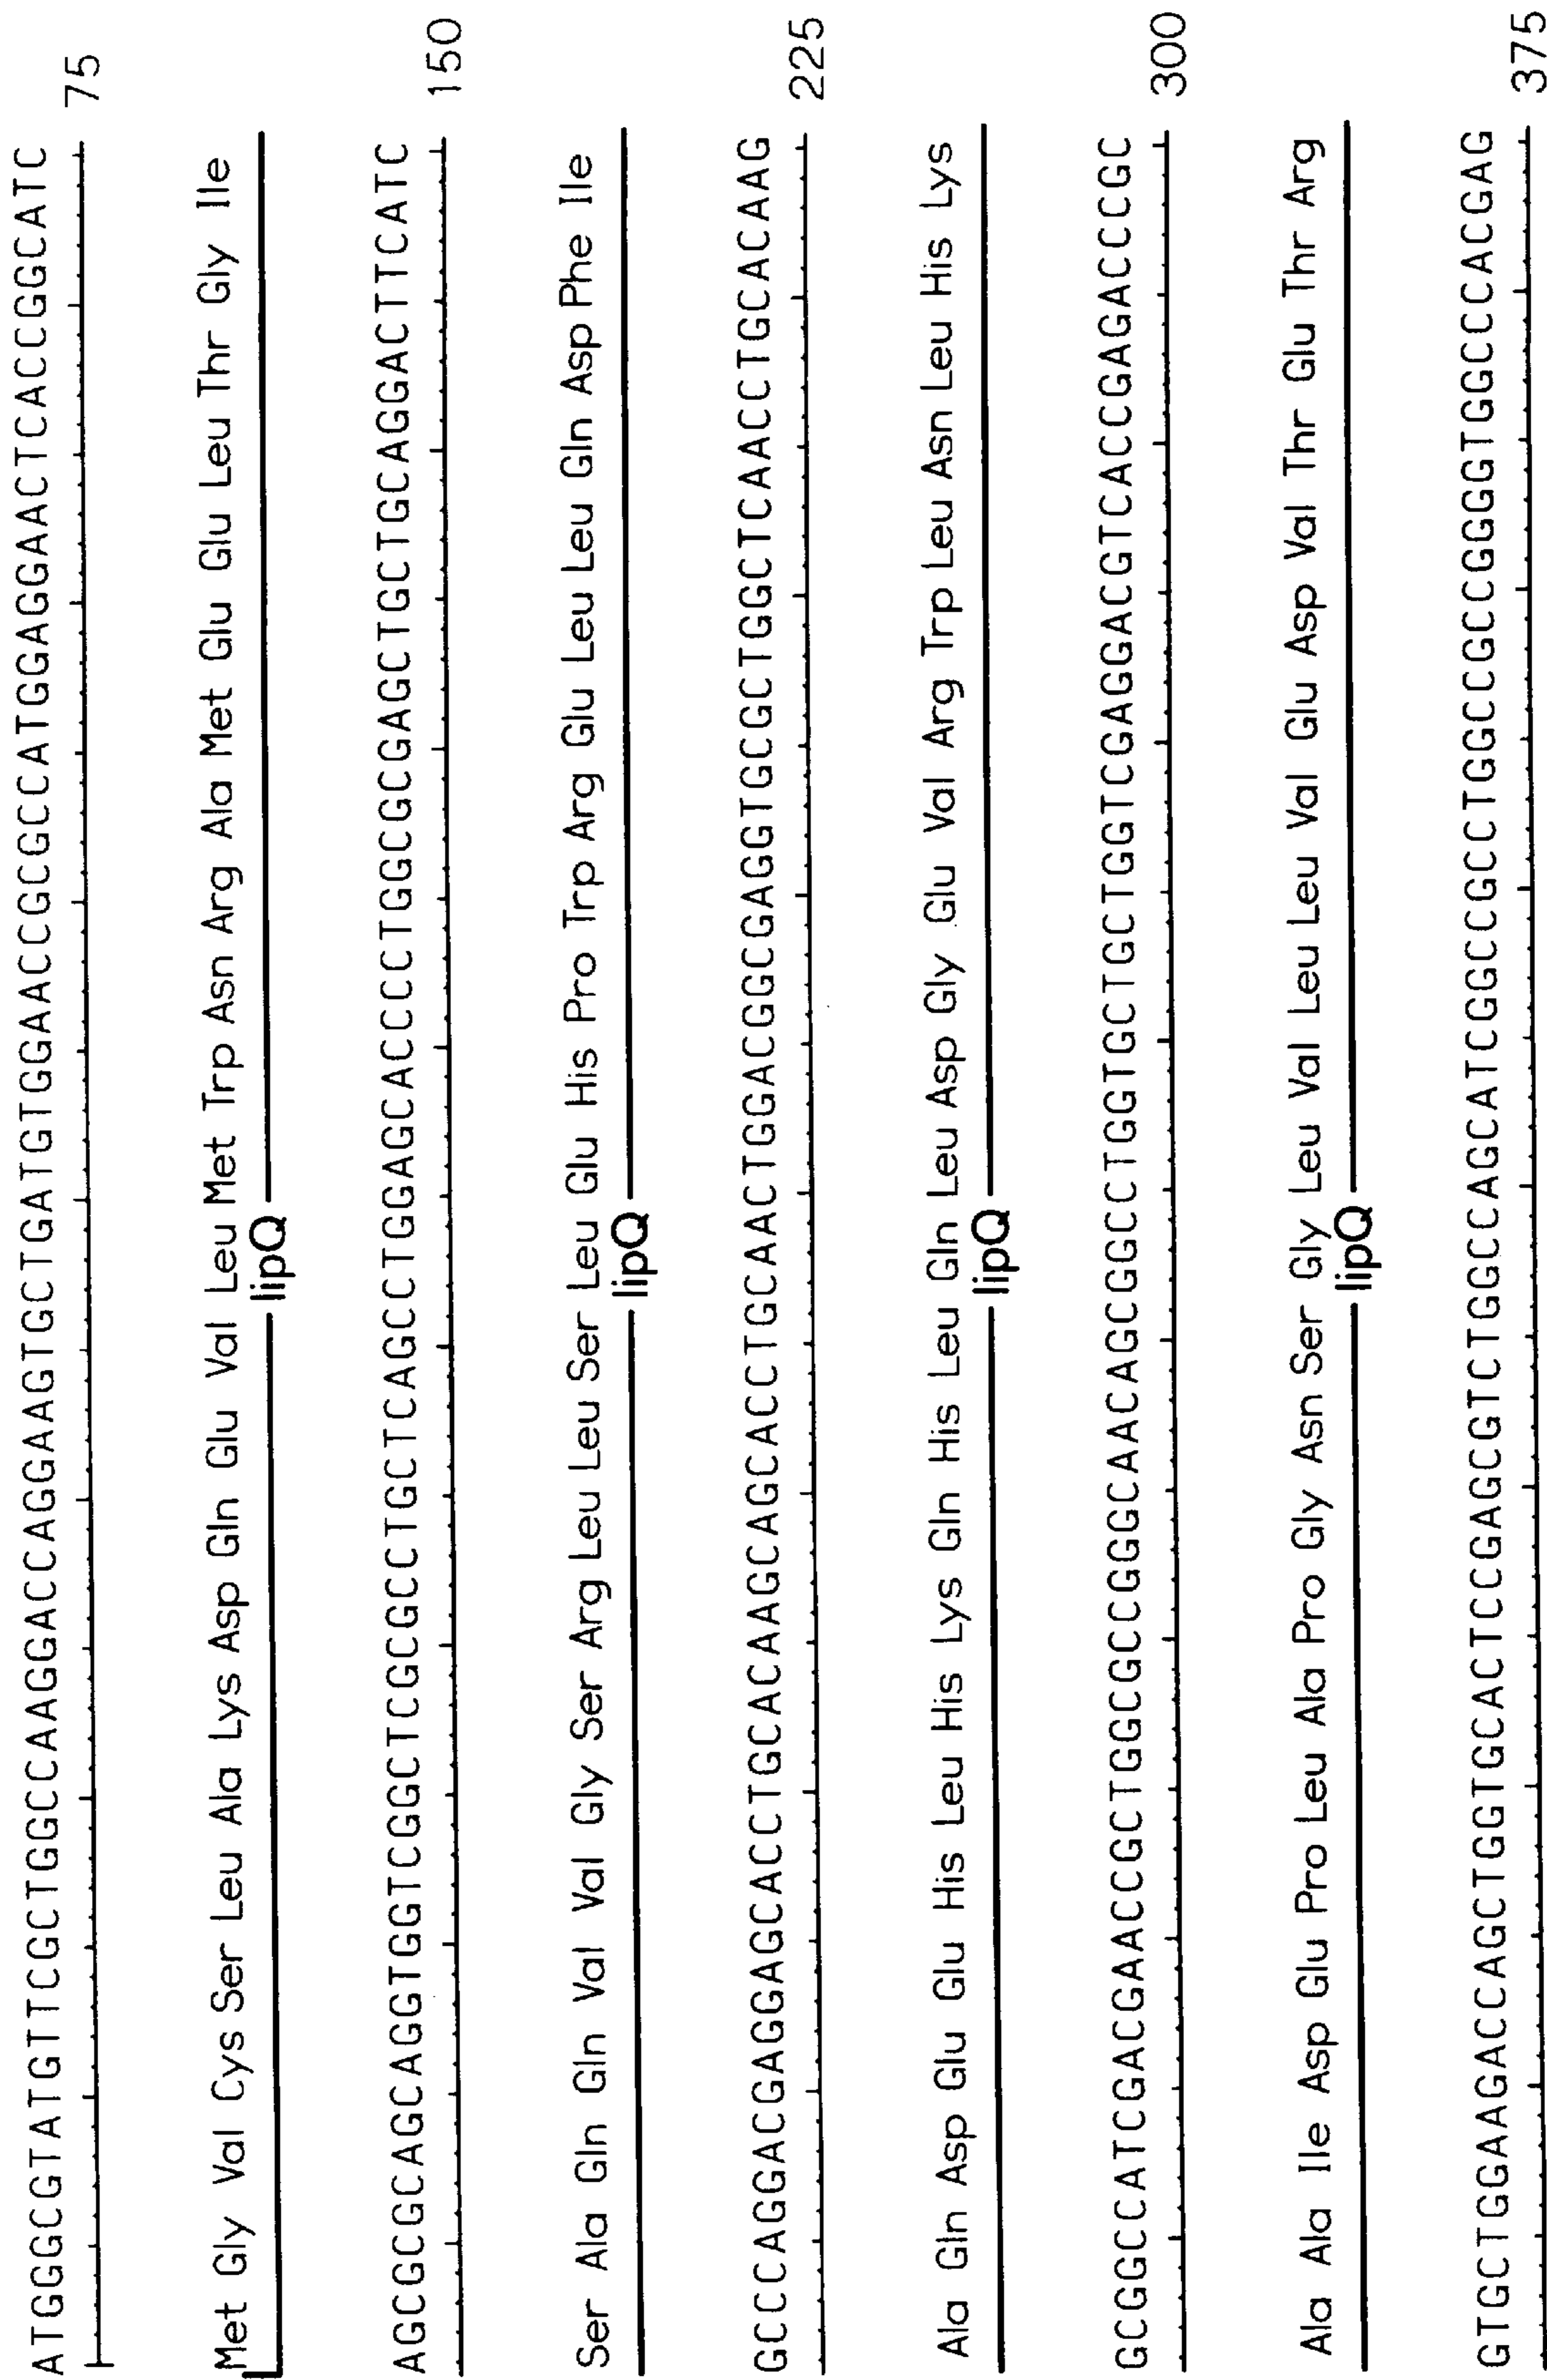 ATGGGCGTATGTTCGCTGGCCAAGGACCAGGAAGTGCTGATGTGGAACCGCGCCATGGAGGAACTCACCGGCATC
75
Met Gly Val Cys Ser Leu Ala Lys Asp Gln Glu Val Leu Met Trp Asn Arg Ala Met Glu Glu Leu Thr Gly Ile
lipQ
AGCGCGCAGCAGGTGGTCGGCTCGCGCCTGCTCAGCCTGGAGCACCCCTGGCGCGAGCTGCTGCAGGACTTCATC
150
Ser Ala Gln Gln Val Val Gly Ser Arg Leu Leu Ser Leu Glu His Pro Trp Arg Glu Leu Leu Gln Asp Phe Ile
lipQ
GCCCAGGACGAGGAGCACCTGCACAAGCAGCACCTGCAACTGGACGGCGAGGTGCGCTGGCTCAACCTGCACAAG
225
Ala Gln Asp Glu Glu His Leu His Lys Gln His Leu Gln Leu Asp Gly Glu Val Arg Trp Leu Asn Leu His Lys
lipQ
GCGGCCATCGACGAACCGCTGGCGCCGGGCAACAGCGGCCTGGTGCTGCTGGTCGAGGACGTCACCGAGACCCGC
300
Ala Ala Ile Asp Glu Pro Leu Ala Pro Gly Asn Ser Gly Leu Val Leu Leu Val Glu Asp Val Thr Glu Thr Arg
lipQ
GTGCTGGAAGACCAGCTGGTGCACTCCGAGCGTCTGGCCAGCATCGGCCGCCTGGCCGCCGGGGTGGCCCACGAG
375